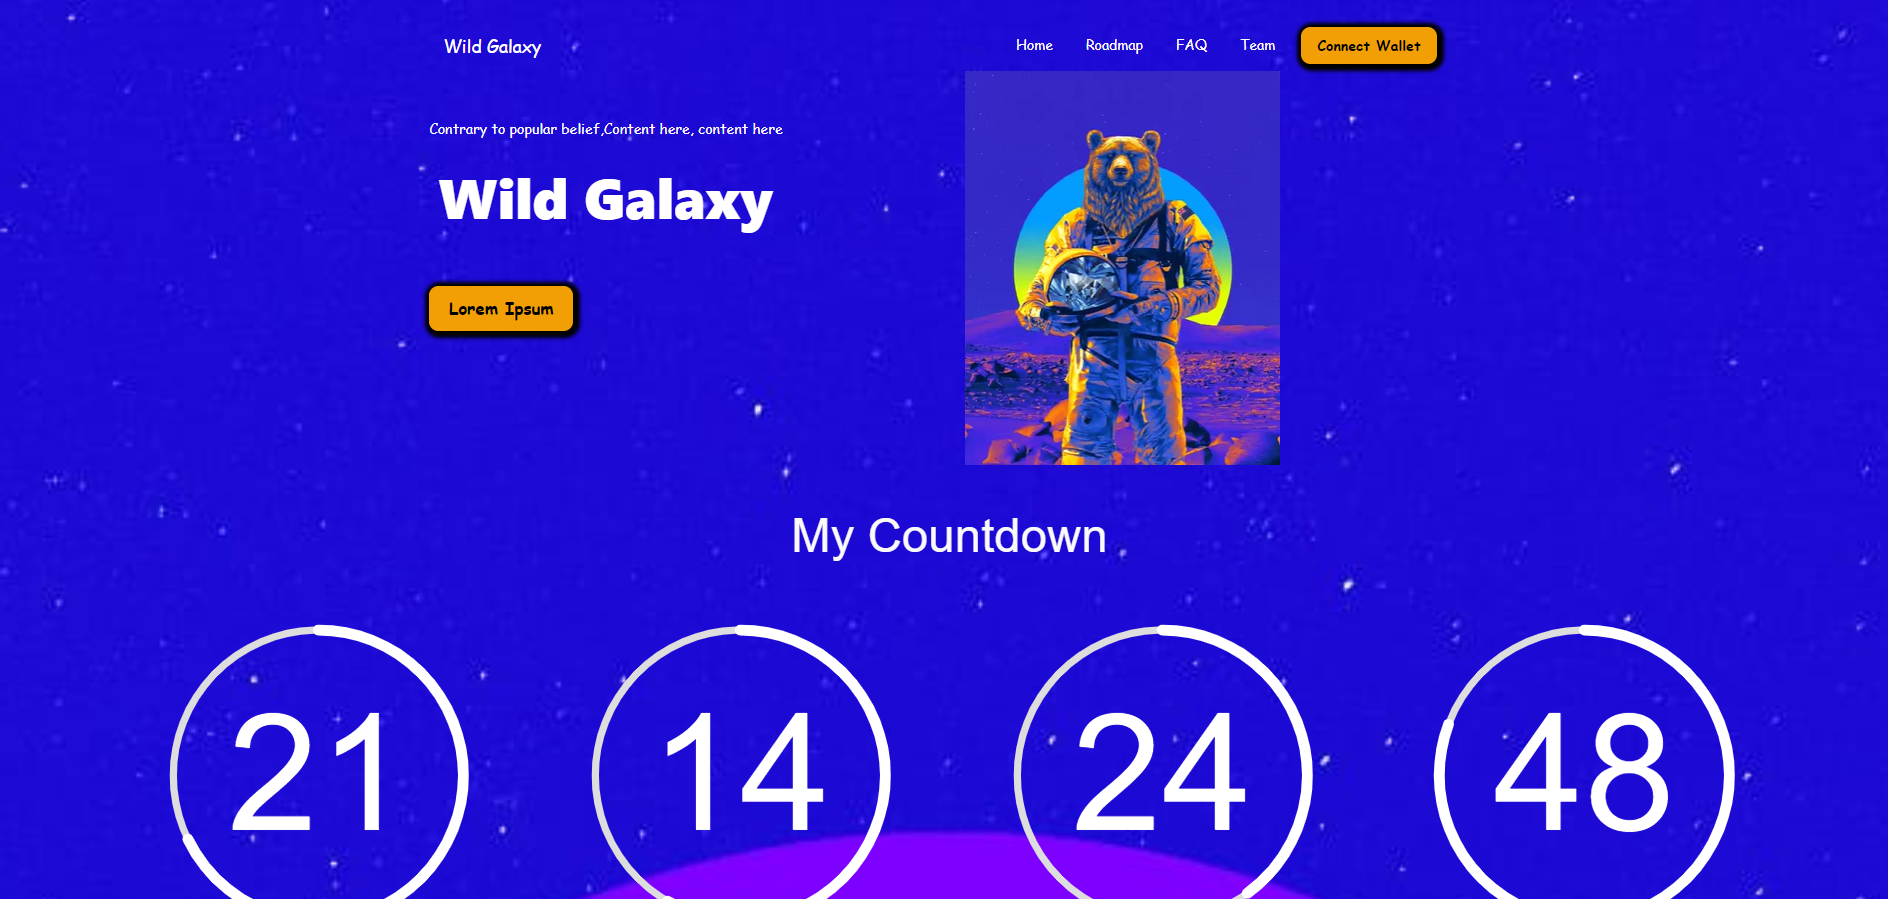 Wild Galaxy
Home Roadmap FAQ Team Connect Wallet
Contrary to popular belief,Content here, content here
Wild Galaxy
Lorem Ipsum
My Countdown
21 14 24 48